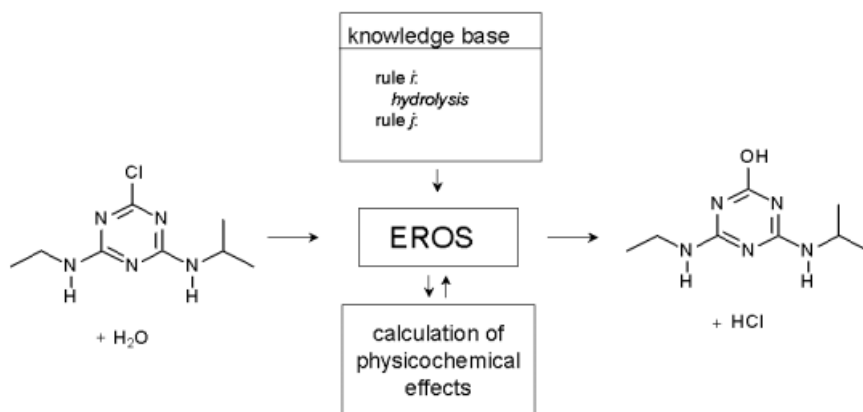 knowledge base
rule i:
hydrolysis
rule j:
Cl
N
N
N
N
H
N
H
+ H₂O
EROS
calculation of
physicochemical
effects
OH
N
N
N
N
H
N
H
+ HCl